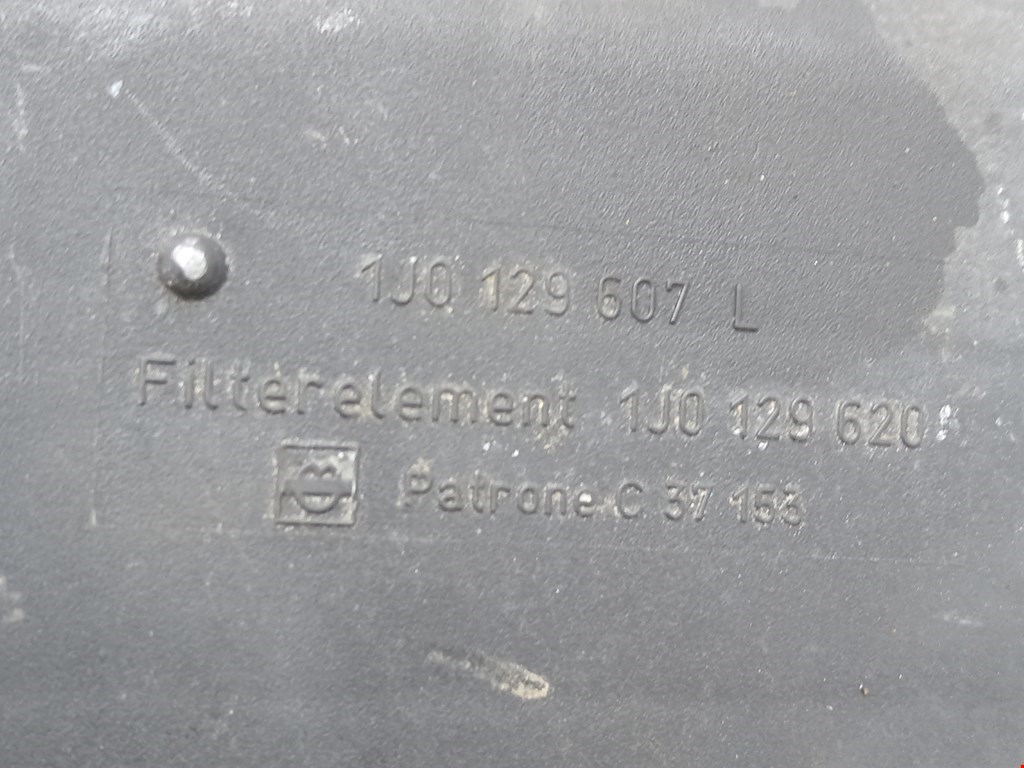 1J0 129 607 L
Filterelement 1J0 129 620
Patrone C 37 153